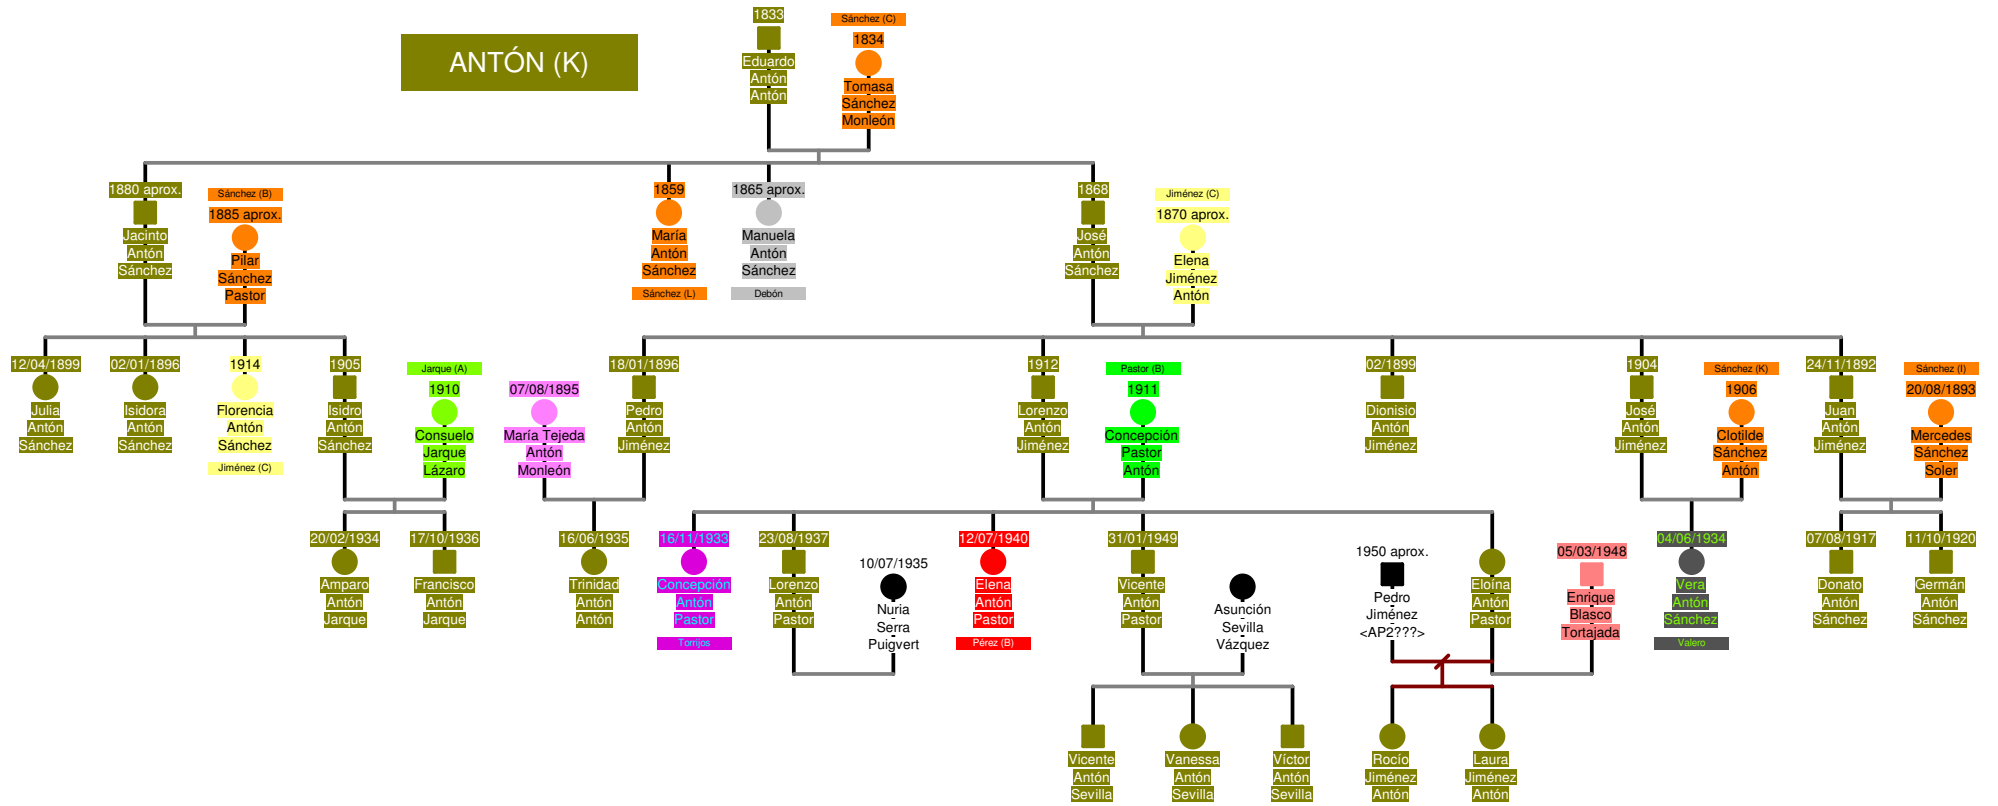 ANTÓN (K)
1833
Eduardo
Antón
Antón
Sánchez (C)
1834
Tomasa
Sánchez
Monleón
1880 aprox.
Jacinto
Antón
Sánchez
Sánchez (B)
1885 aprox.
Pilar
Sánchez
Pastor
1859
María
Antón
Sánchez
Sánchez (L)
1865 aprox.
Manuela
Antón
Sánchez
Debón
1868
José
Antón
Sánchez
Jiménez (C)
1870 aprox.
Elena
Jiménez
Antón
12/04/1899
Julia
Antón
Sánchez
02/01/1896
Isidora
Antón
Sánchez
1914
Florencia
Antón
Sánchez
Jiménez (C)
1905
Isidro
Antón
Sánchez
Jarque (A)
1910
Consuelo
Jarque
Lázaro
07/08/1895
María Tejeda
Antón
Monleón
18/01/1896
Pedro
Antón
Jiménez
1912
Lorenzo
Antón
Jiménez
Pastor (B)
1911
Concepción
Pastor
Antón
02/1899
Dionisio
Antón
Jiménez
1904
José
Antón
Jiménez
Sánchez (K)
1906
Clotilde
Sánchez
Antón
24/11/1892
Juan
Antón
Jiménez
Sánchez (I)
20/08/1893
Mercedes
Sánchez
Soler
20/02/1934
Amparo
Antón
Jarque
17/10/1936
Francisco
Antón
Jarque
16/06/1935
Trinidad
Antón
Antón
16/11/1933
Concepción
Antón
Pastor
Torrijos
23/08/1937
Lorenzo
Antón
Pastor
10/07/1935
Nuria
Serra
Puigvert
12/07/1940
Elena
Antón
Pastor
Pérez (B)
31/01/1949
Vicente
Antón
Pastor
Asunción
Sevilla
Vázquez
1950 aprox.
Pedro
Jiménez
<AP2???>
Eloína
Antón
Pastor
05/03/1948
Enrique
Blasco
Tortajada
04/06/1934
Vera
Antón
Sánchez
Valero
07/08/1917
Donato
Antón
Sánchez
11/10/1920
Germán
Antón
Sánchez
Vicente
Antón
Sevilla
Vanessa
Antón
Sevilla
Víctor
Antón
Sevilla
Rocío
Jiménez
Antón
Laura
Jiménez
Antón